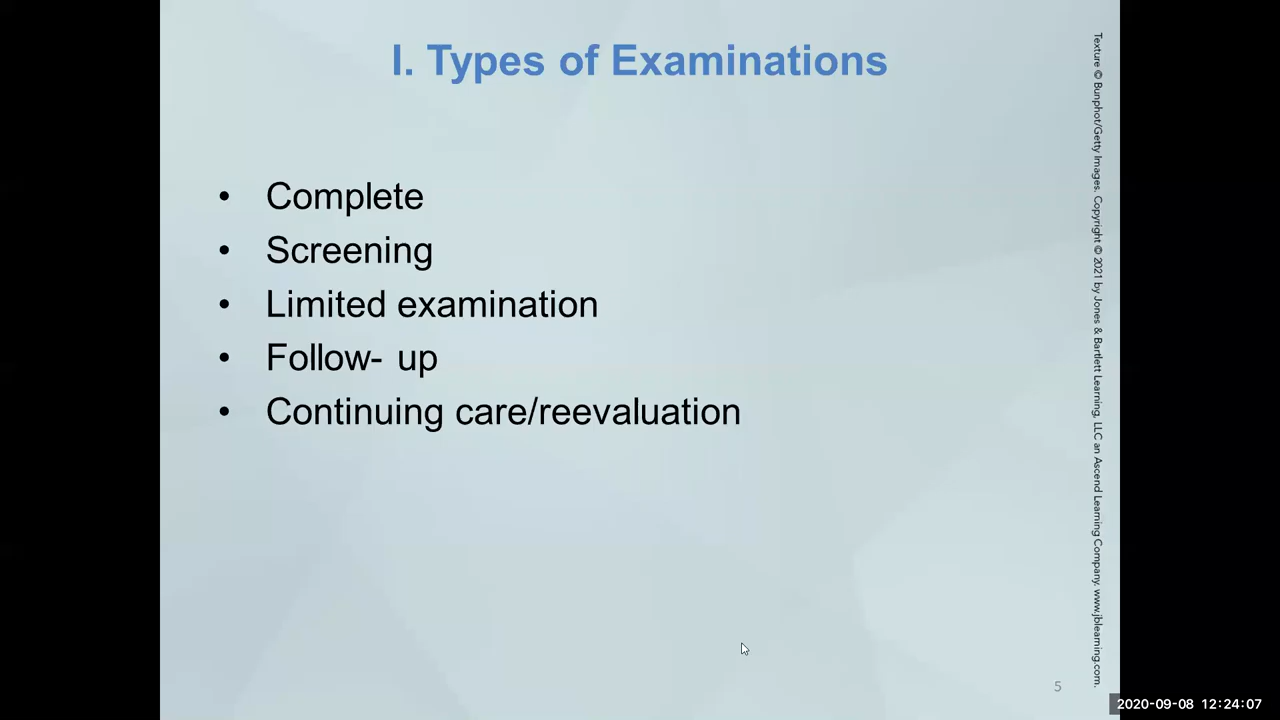 I. Types of Examinations
• Complete
• Screening
• Limited examination
• Follow- up
• Continuing care/reevaluation
Texture © Bunphot/Getty Images. Copyright © 2021 by Jones & Bartlett Learning, LLC an Ascend Learning Company. www.jblearning.com.
5
2020-09-08 12:24:07